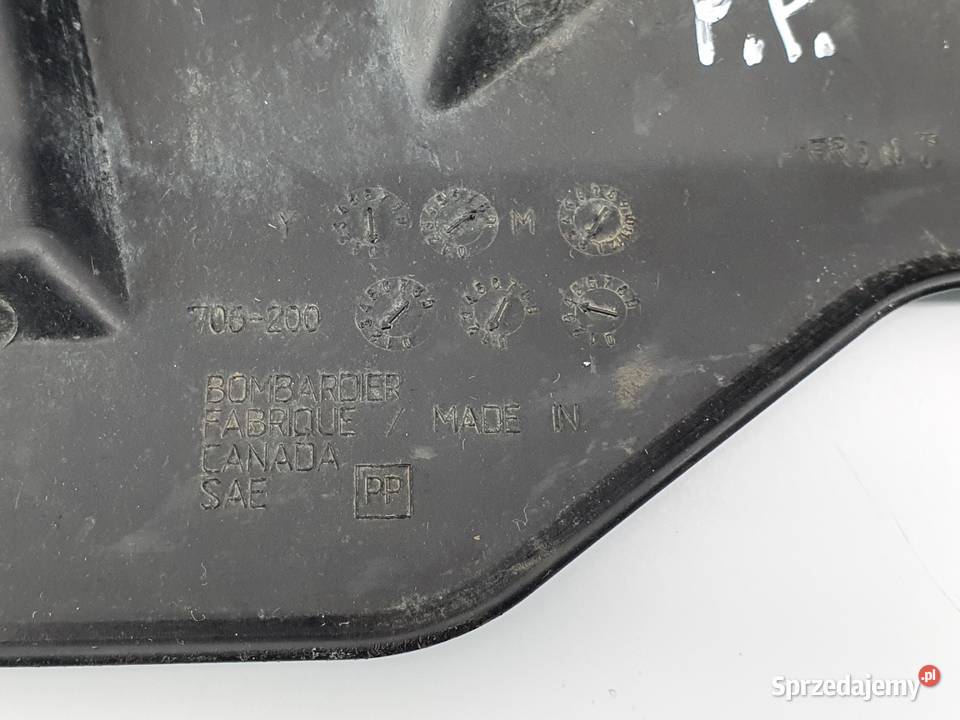 P.P.
FRONT
Y M
706-200
BOMBARDIER
FABRIQUE / MADE IN
CANADA
SAE PP
Sprzedajemy.pl